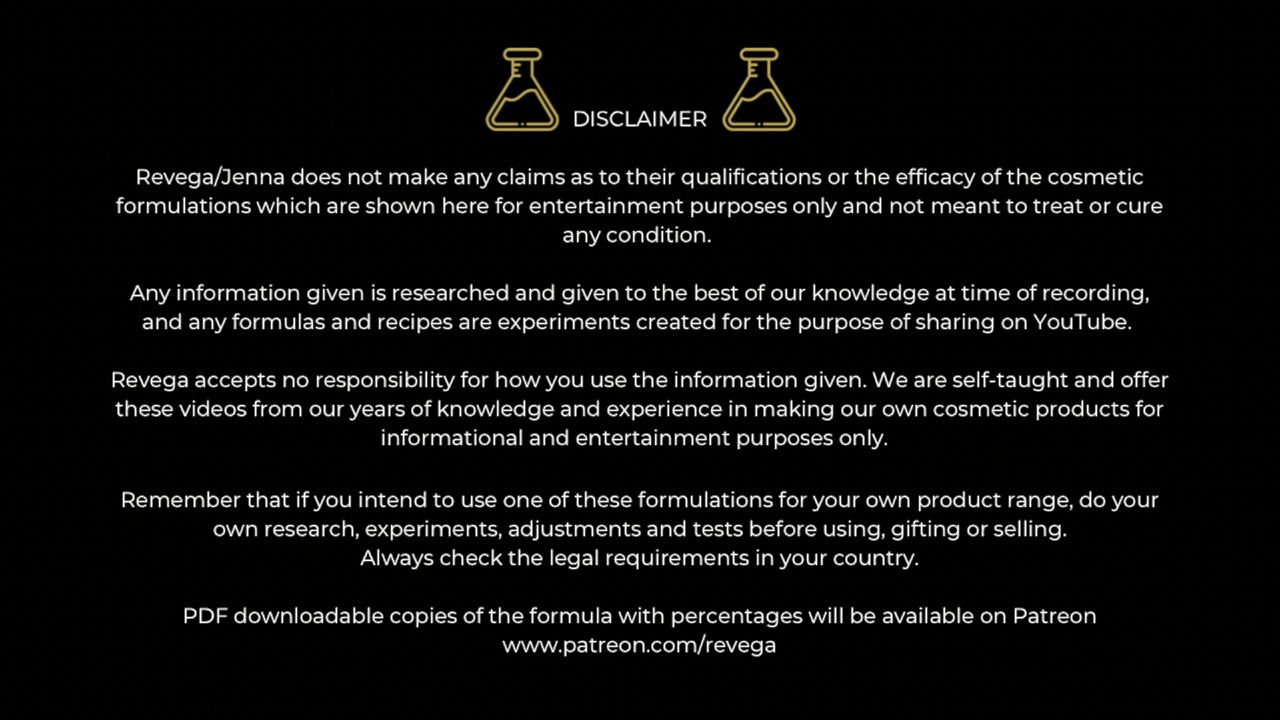 DISCLAIMER
Revega/Jenna does not make any claims as to their qualifications or the efficacy of the cosmetic
formulations which are shown here for entertainment purposes only and not meant to treat or cure
any condition.
Any information given is researched and given to the best of our knowledge at time of recording,
and any formulas and recipes are experiments created for the purpose of sharing on YouTube.
Revega accepts no responsibility for how you use the information given. We are self-taught and offer
these videos from our years of knowledge and experience in making our own cosmetic products for
informational and entertainment purposes only.
Remember that if you intend to use one of these formulations for your own product range, do your
own research, experiments, adjustments and tests before using, gifting or selling.
Always check the legal requirements in your country.
PDF downloadable copies of the formula with percentages will be available on Patreon
www.patreon.com/revega